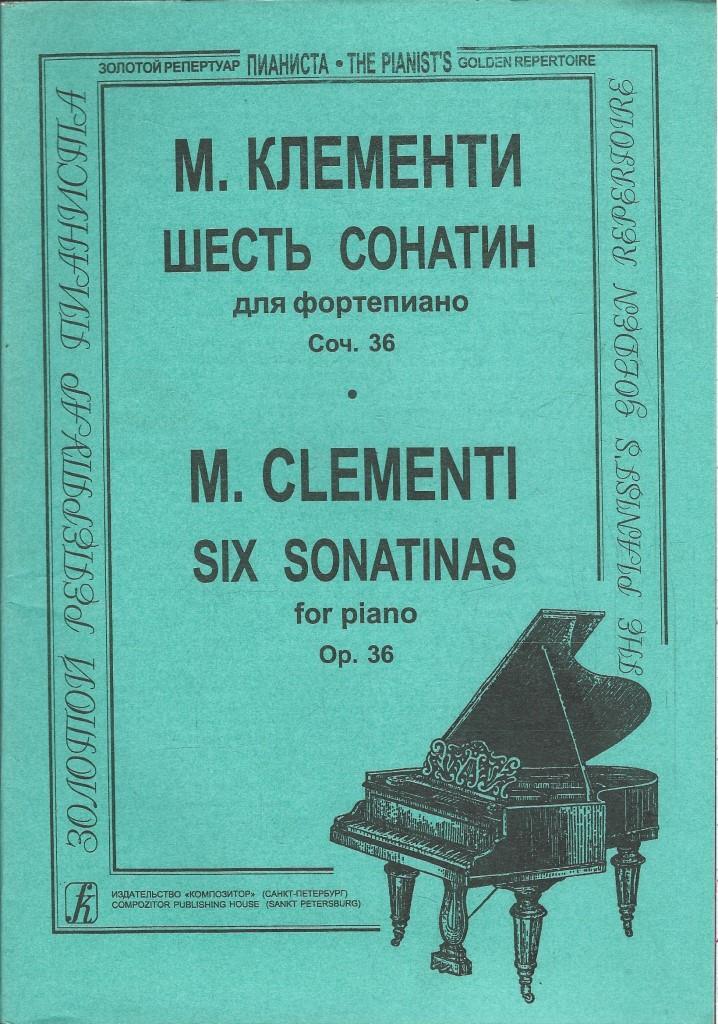 ЗОЛОТОЙ РЕПЕРТУАР ПИАНИСТА • THE PIANIST'S GOLDEN REPERTOIRE
ЗОЛОТОЙ РЕПЕРТУАР ПИАНИСТА
THE PIANIST'S GOLDEN REPERTOIRE
М. КЛЕМЕНТИ
ШЕСТЬ СОНАТИН
для фортепиано
Соч. 36
•
M. CLEMENTI
SIX SONATINAS
for piano
Op. 36
ИЗДАТЕЛЬСТВО «КОМПОЗИТОР» (САНКТ-ПЕТЕРБУРГ)
COMPOZITOR PUBLISHING HOUSE (SANKT PETERSBURG)